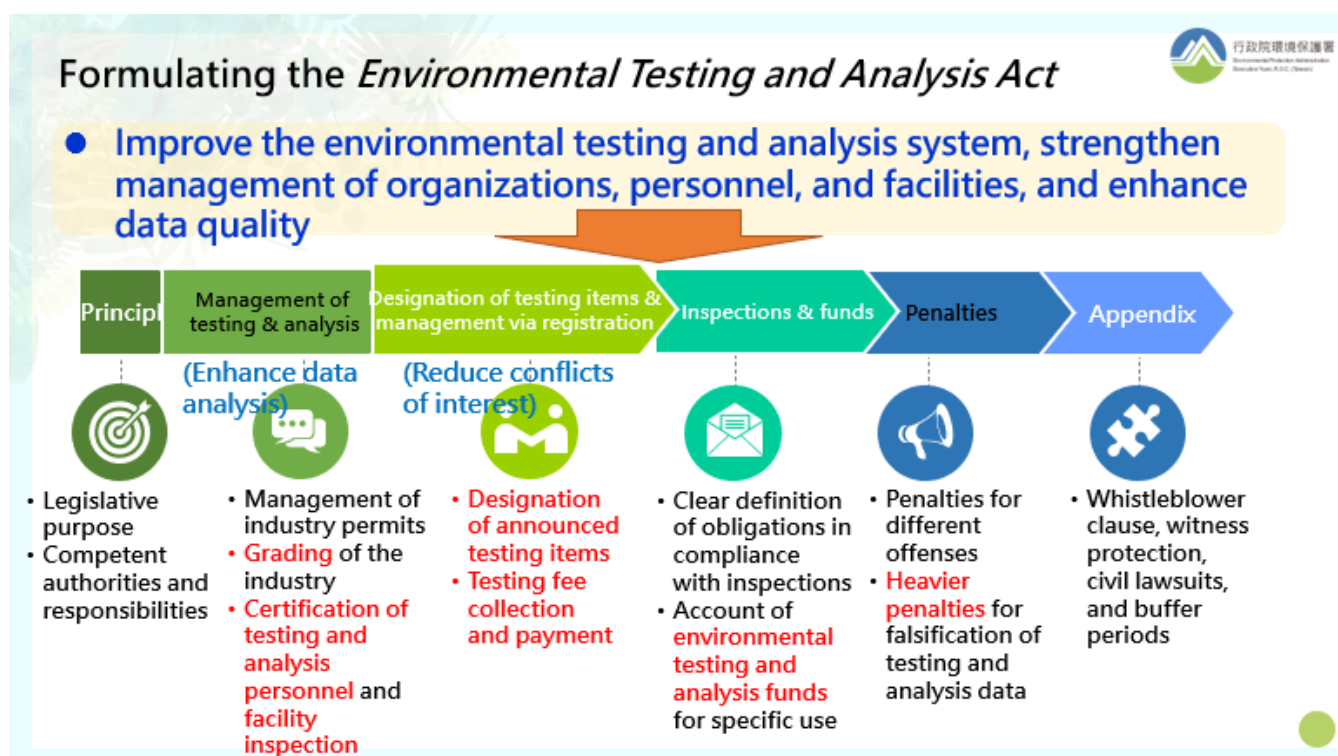 行政院環境保護署
Environmental Protection Administration
Executive Yuan, R.O.C. (Taiwan)
Formulating the Environmental Testing and Analysis Act
● Improve the environmental testing and analysis system, strengthen
management of organizations, personnel, and facilities, and enhance
data quality
Principl
Management of
testing & analysis
Designation of testing items &
management via registration
Inspections & funds
Penalties
Appendix
(Enhance data
analysis)
(Reduce conflicts
of interest)
• Legislative
purpose
• Competent
authorities and
responsibilities
• Management of
industry permits
• Grading of the
industry
• Certification of
testing and
analysis
personnel and
facility
inspection
• Designation
of announced
testing items
• Testing fee
collection
and payment
• Clear definition
of obligations in
compliance
with inspections
• Account of
environmental
testing and
analysis funds
for specific use
• Penalties for
different
offenses
• Heavier
penalties for
falsification of
testing and
analysis data
• Whistleblower
clause, witness
protection,
civil lawsuits,
and buffer
periods